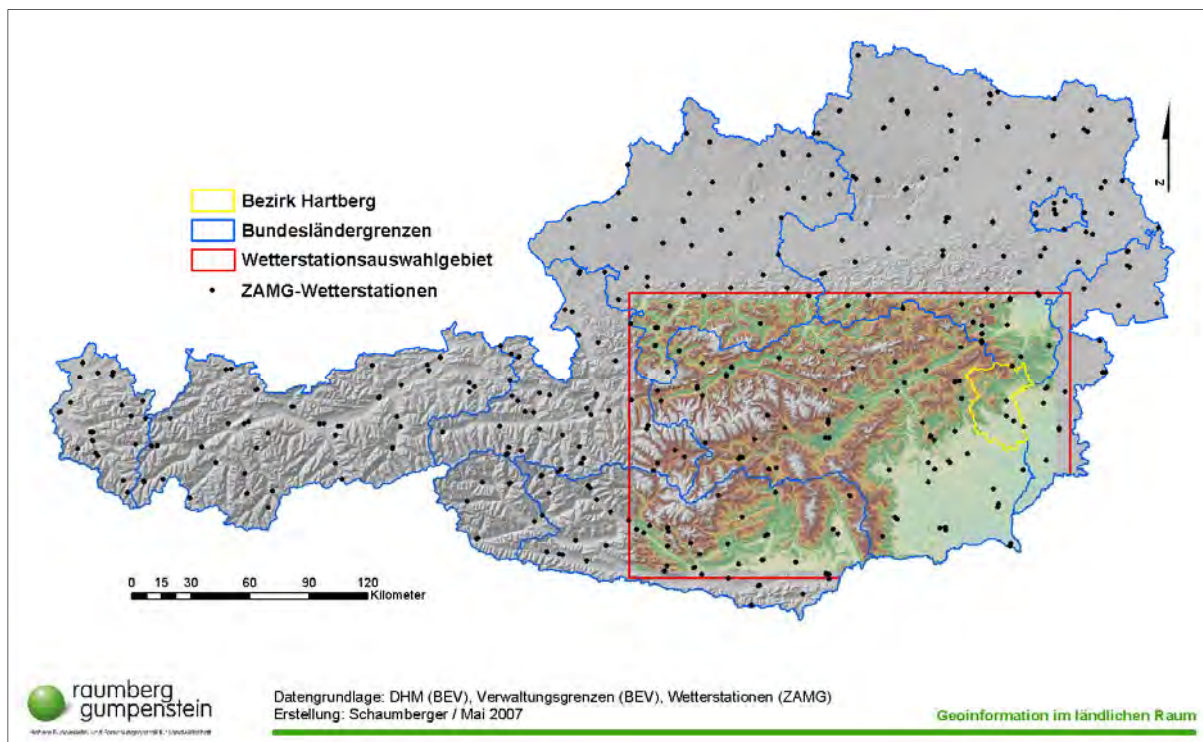 Bezirk Hartberg
Bundesländergrenzen
Wetterstationsauswahlgebiet
ZAMG-Wetterstationen
N
0 15 30 60 90 120
Kilometer
raumberg
gumpenstein
Datengrundlage: DHM (BEV), Verwaltungsgrenzen (BEV), Wetterstationen (ZAMG)
Erstellung: Schaumberger / Mai 2007
Geoinformation im ländlichen Raum